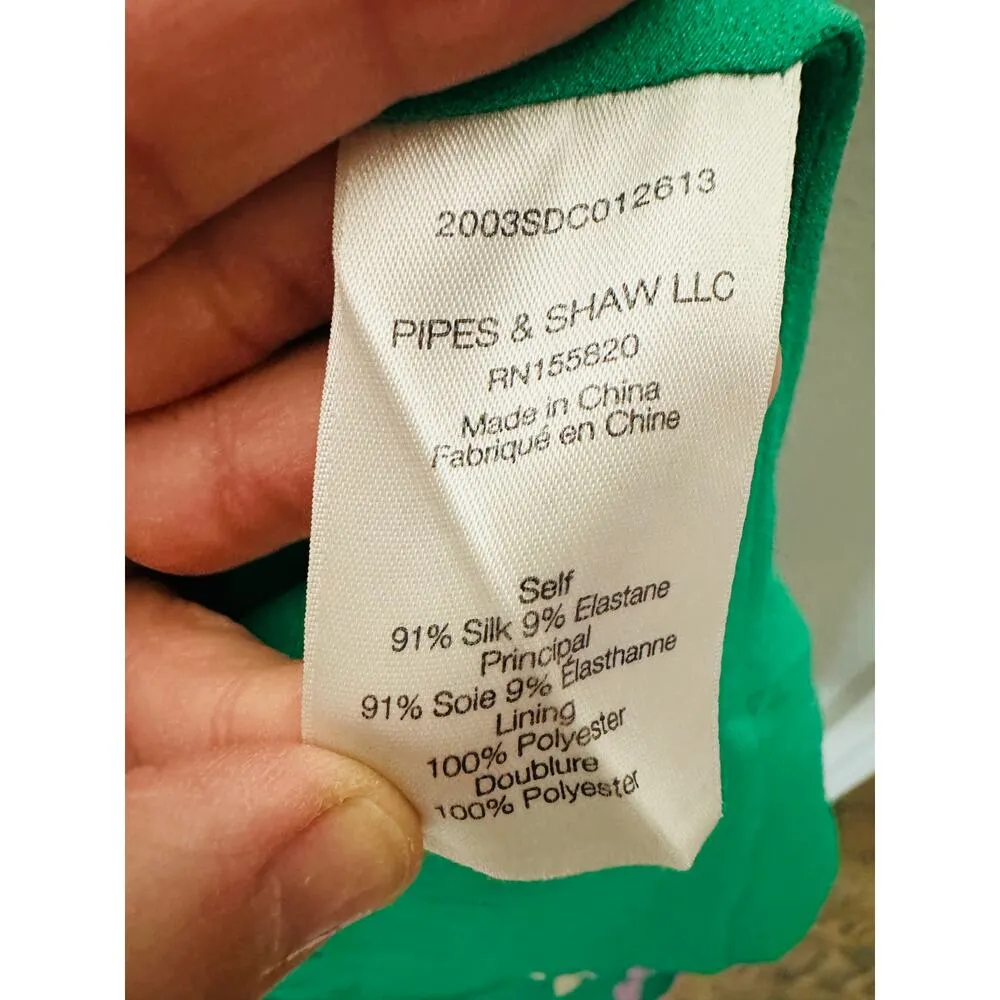 2003SDC012613
PIPES & SHAW LLC
RN155820
Made in China
Fabriqué en Chine
Self
91% Silk 9% Elastane
Principal
91% Soie 9% Élasthanne
Lining
100% Polyester
Doublure
100% Polyester